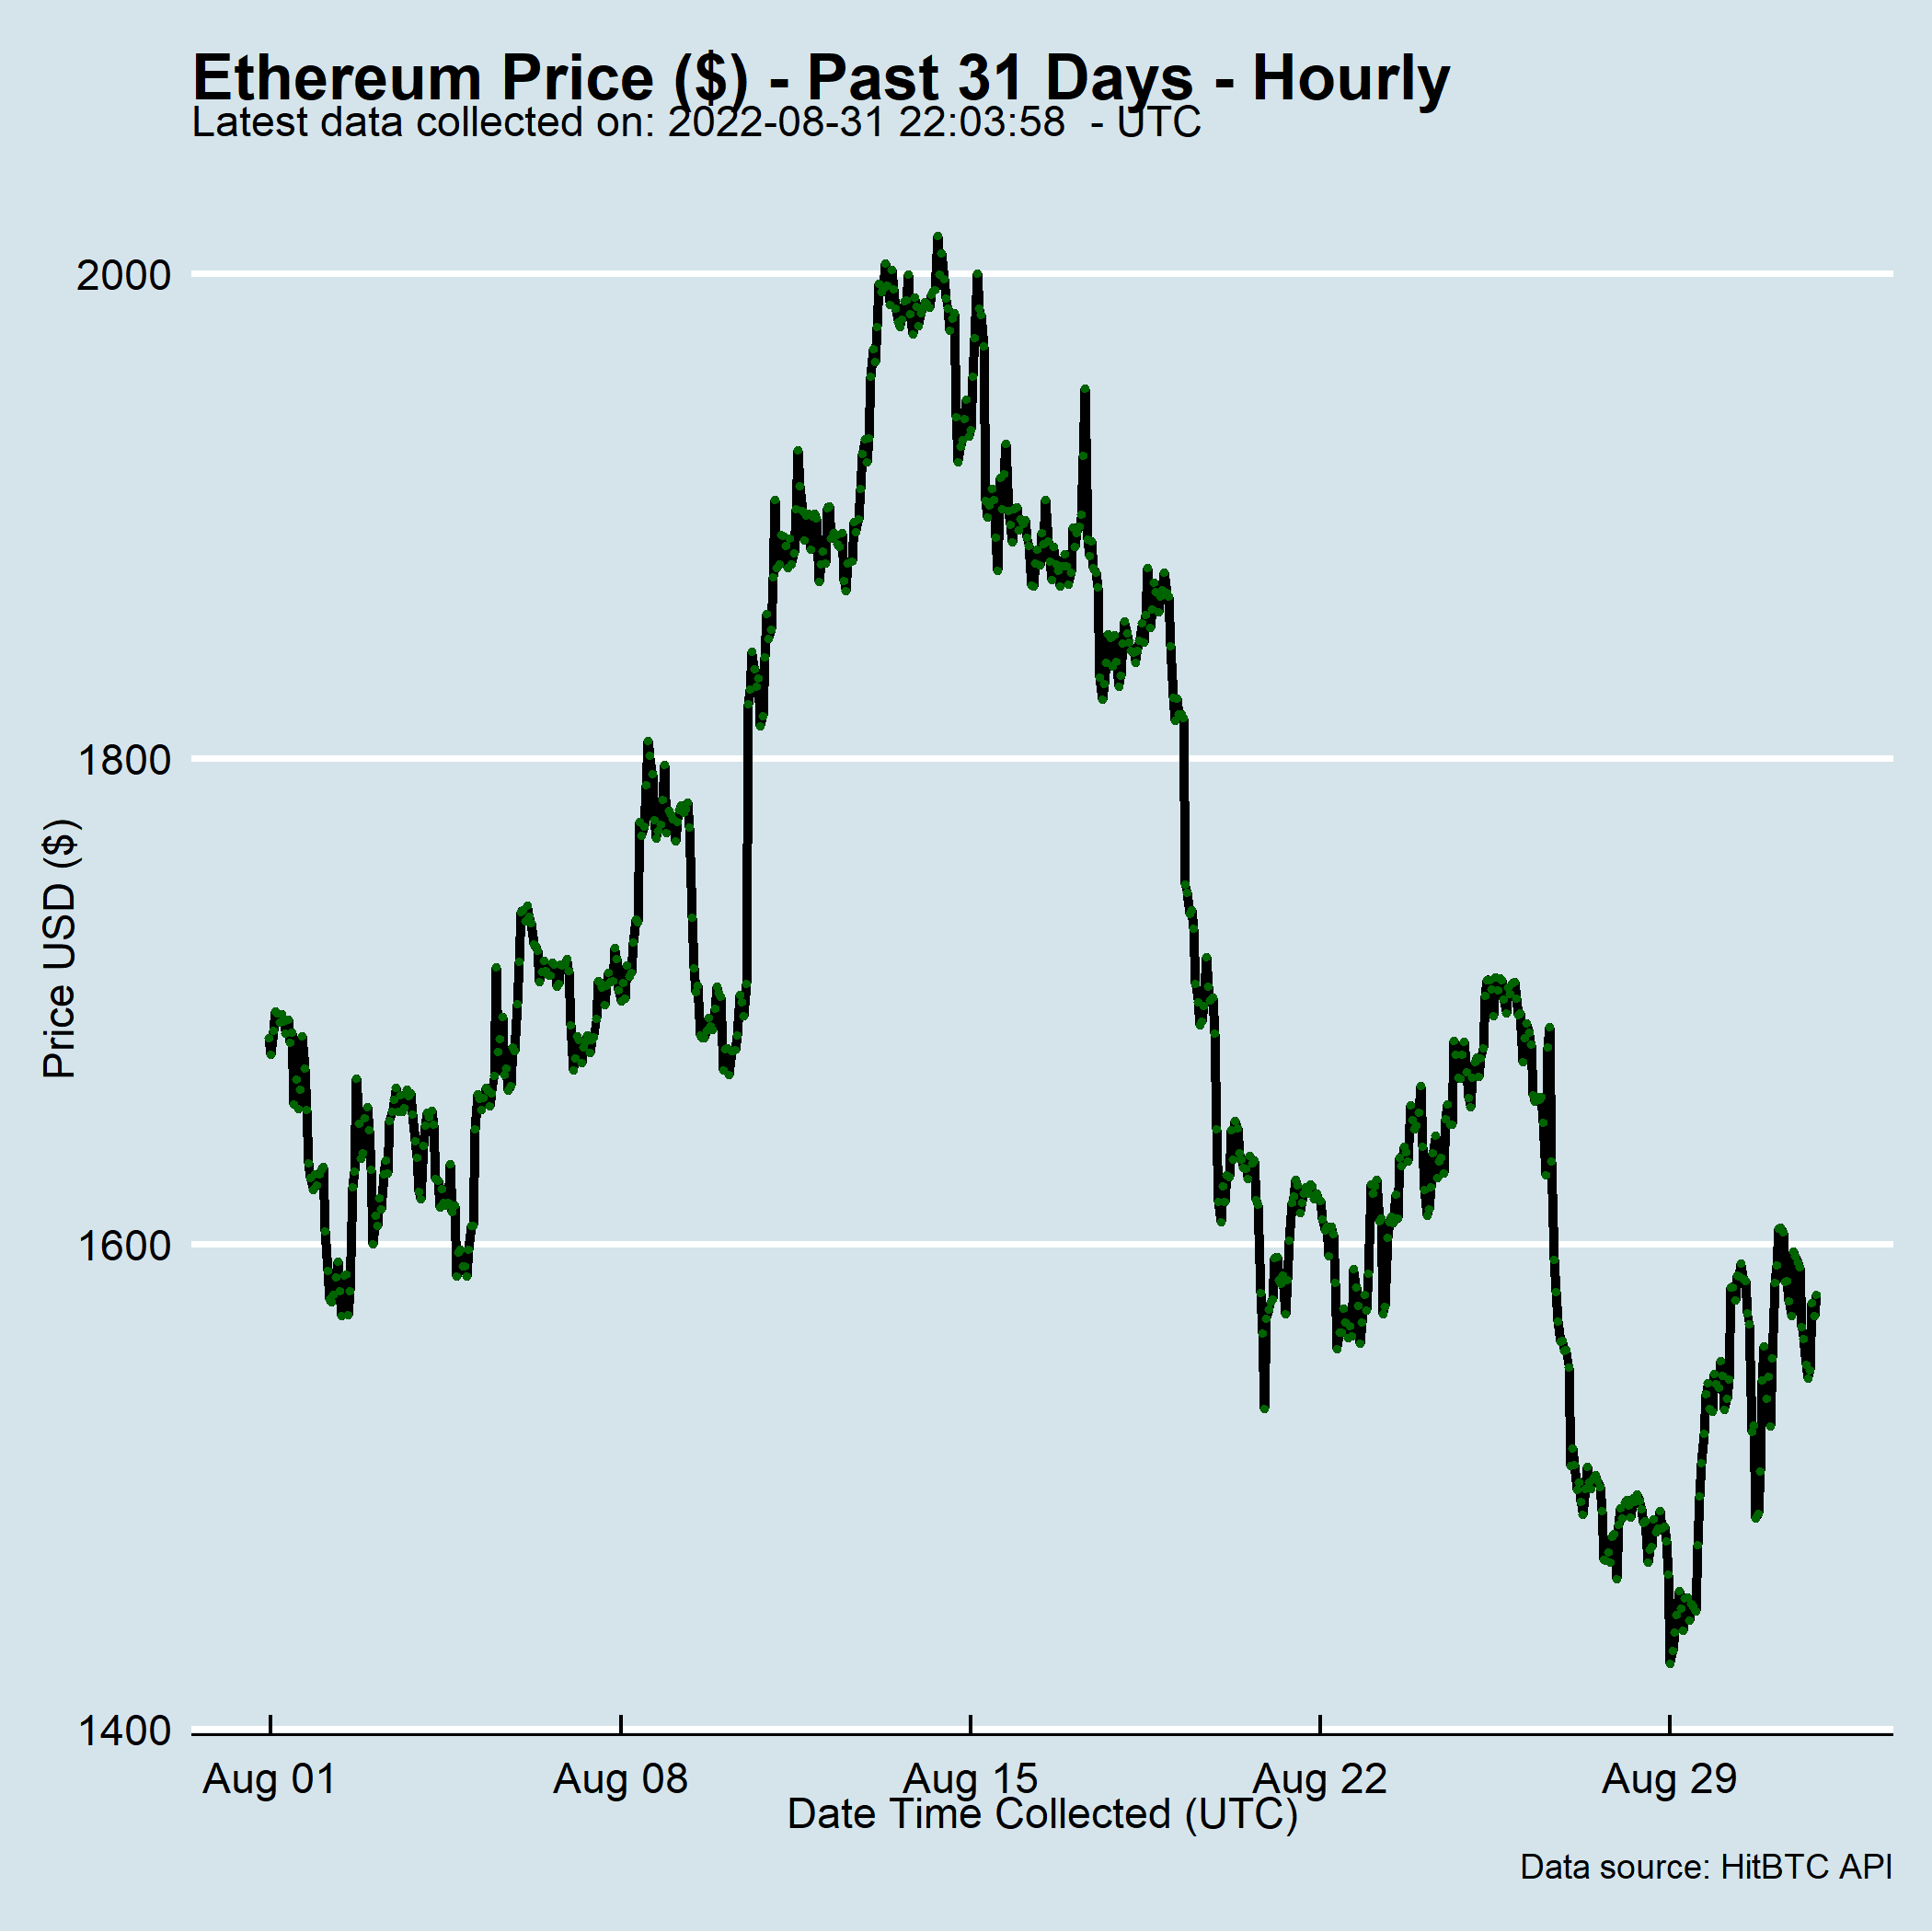 Ethereum Price ($) - Past 31 Days - Hourly
Latest data collected on: 2022-08-31 22:03:58  - UTC
2000
1800
1600
1400
Price USD ($)
Aug 01
Aug 08
Aug 15
Aug 22
Aug 29
Date Time Collected (UTC)
Data source: HitBTC API